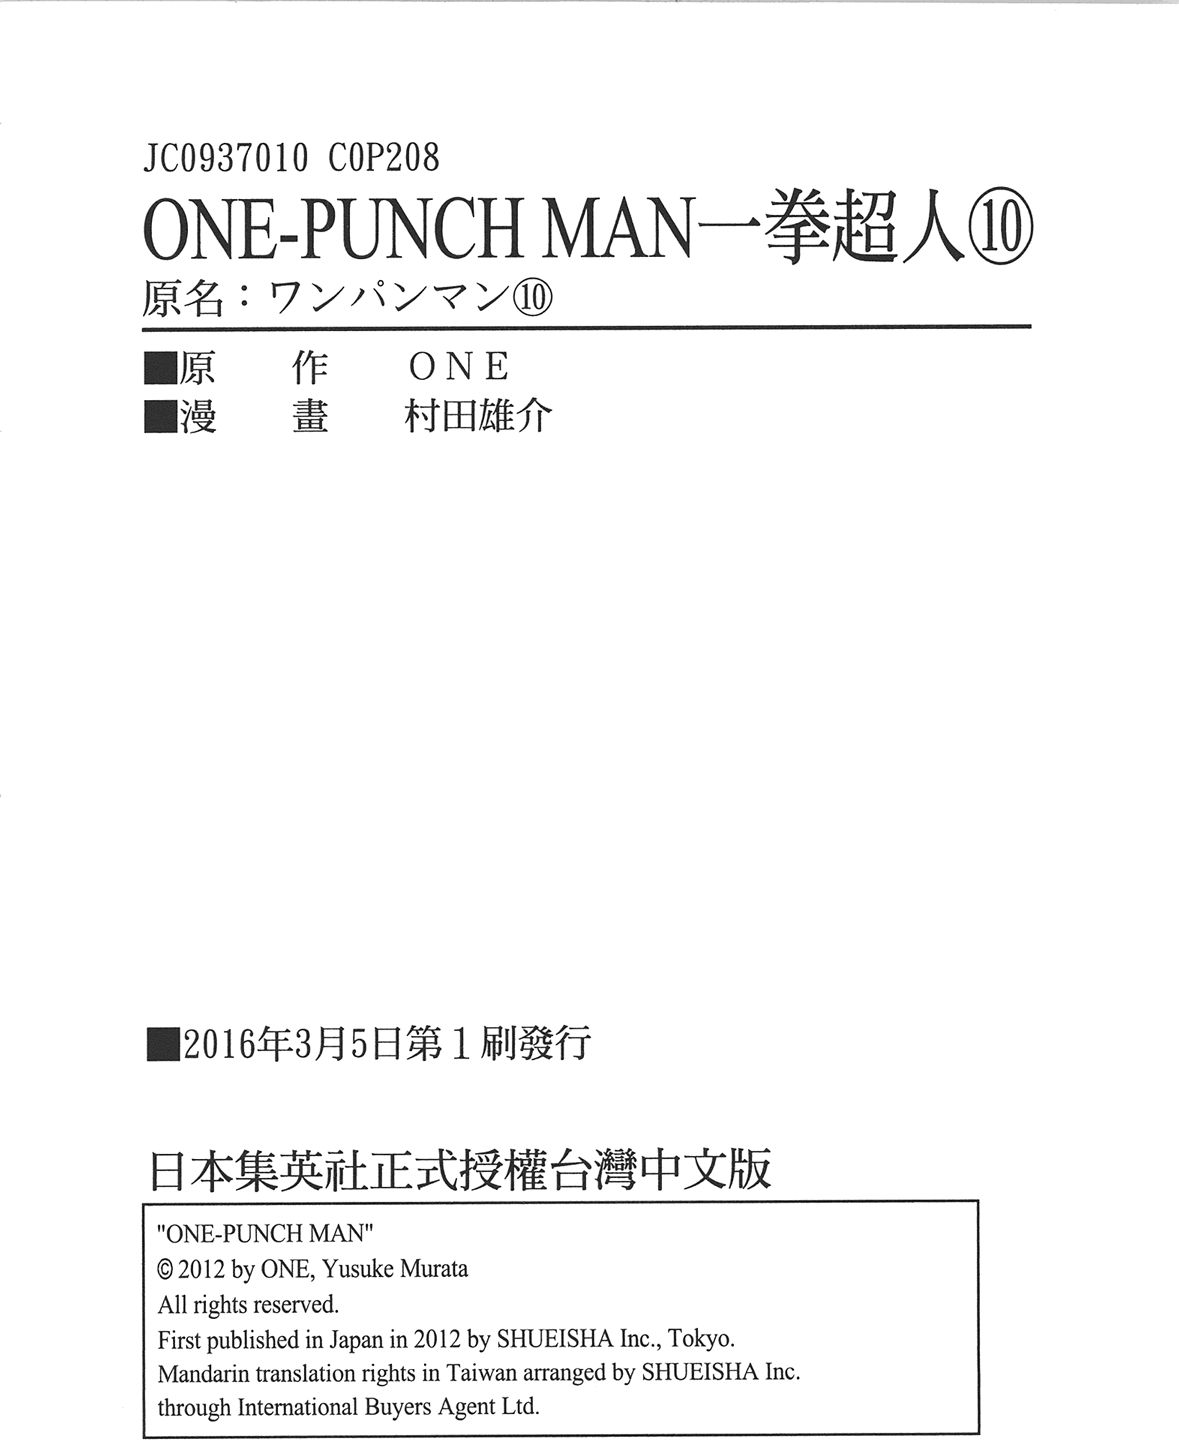 JC0937010 C0P208
ONE-PUNCH MAN一拳超人⑩
原名：ワンパンマン⑩
■原　作　ＯＮＥ
■漫　畫　村田雄介
■2016年3月5日第１刷發行
日本集英社正式授權台灣中文版
"ONE-PUNCH MAN"
© 2012 by ONE, Yusuke Murata
All rights reserved.
First published in Japan in 2012 by SHUEISHA Inc., Tokyo.
Mandarin translation rights in Taiwan arranged by SHUEISHA Inc.
through International Buyers Agent Ltd.